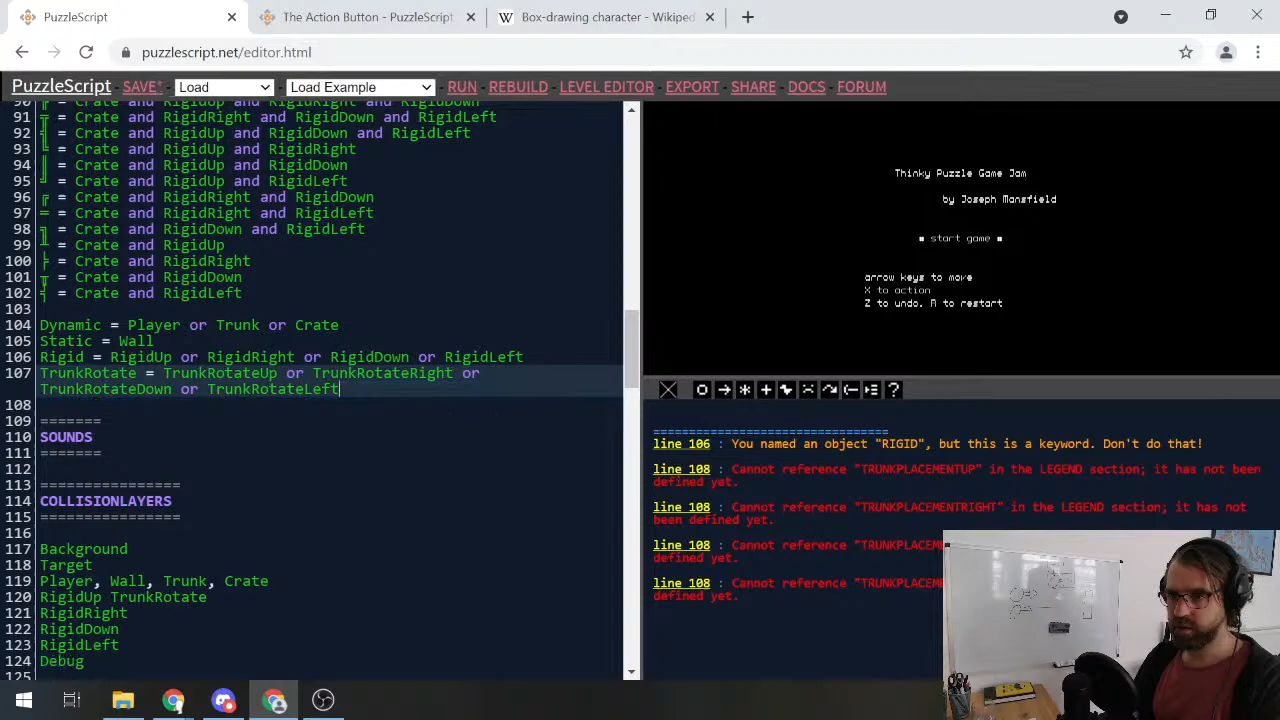 PuzzleScript
The Action Button - PuzzleScript
W Box-drawing character - Wikiped
puzzlescript.net/editor.html
PuzzleScript SAVE* - Load Load Example - RUN - REBUILD - LEVEL EDITOR - EXPORT - SHARE - DOCS - FORUM
90 ╠ = Crate and RigidUp and RigidRight and RigidDown
91 ╦ = Crate and RigidRight and RigidDown and RigidLeft
92 ╣ = Crate and RigidUp and RigidDown and RigidLeft
93 ╚ = Crate and RigidUp and RigidRight
94 ║ = Crate and RigidUp and RigidDown
95 ╝ = Crate and RigidUp and RigidLeft
96 ╔ = Crate and RigidRight and RigidDown
97 ═ = Crate and RigidRight and RigidLeft
98 ╗ = Crate and RigidDown and RigidLeft
99 ╨ = Crate and RigidUp
100 ╞ = Crate and RigidRight
101 ╥ = Crate and RigidDown
102 ╡ = Crate and RigidLeft
103
104 Dynamic = Player or Trunk or Crate
105 Static = Wall
106 Rigid = RigidUp or RigidRight or RigidDown or RigidLeft
107 TrunkRotate = TrunkRotateUp or TrunkRotateRight or
TrunkRotateDown or TrunkRotateLeft
108
109 =======
110 SOUNDS
111 =======
112
113 ================
114 COLLISIONLAYERS
115 ================
116
117 Background
118 Target
119 Player, Wall, Trunk, Crate
120 RigidUp TrunkRotate
121 RigidRight
122 RigidDown
123 RigidLeft
124 Debug
125
Thinky Puzzle Game Jam
by Joseph Mansfield
■ start game ■
arrow keys to move
X to action
Z to undo, R to restart
=================================
line 106 : You named an object "RIGID", but this is a keyword. Don't do that!
line 108 : Cannot reference "TRUNKPLACEMENTUP" in the LEGEND section; it has not been
defined yet.
line 108 : Cannot reference "TRUNKPLACEMENTRIGHT" in the LEGEND section; it has not
been defined yet.
line 108 : Cannot reference "TRUNKPLACEME
defined yet.
line 108 : Cannot reference "TRUNKPLACEME
defined yet.